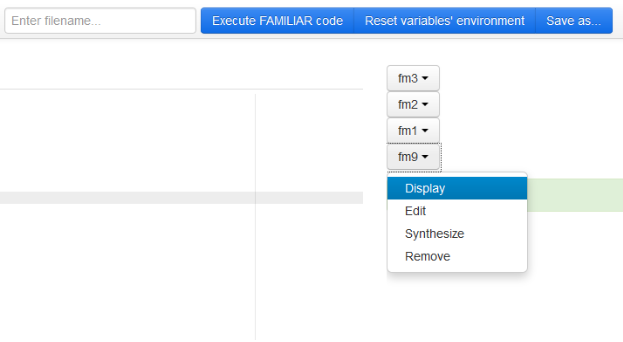 Enter filename...
Execute FAMILIAR code
Reset variables' environment
Save as...
fm3
fm2
fm1
fm9
Display
Edit
Synthesize
Remove